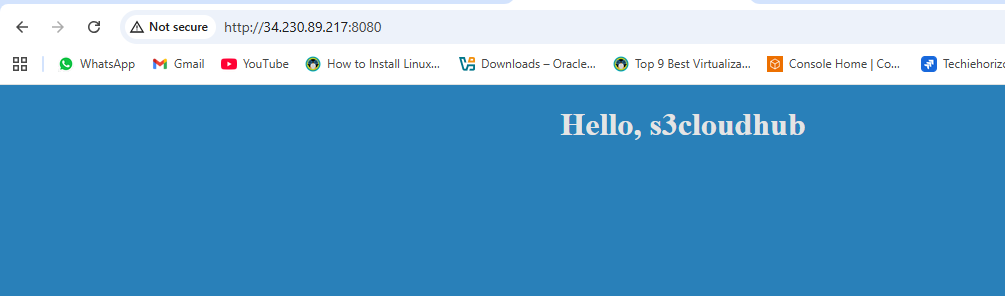 Not secure http://34.230.89.217:8080
WhatsApp Gmail YouTube How to Install Linux... Downloads – Oracle... Top 9 Best Virtualiza... Console Home | Co... Techiehorizo
Hello, s3cloudhub